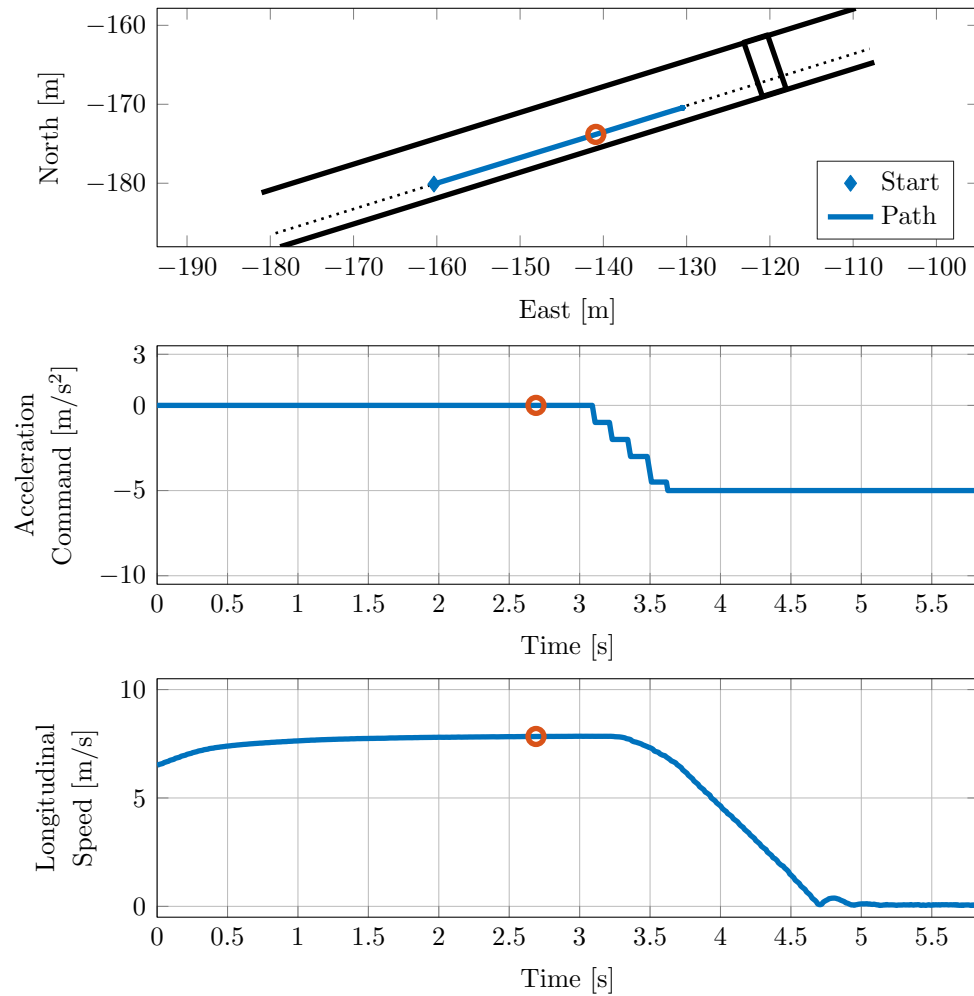 −160
−170
−180
North [m]
Start
Path
−190 −180 −170 −160 −150 −140 −130 −120 −110 −100
East [m]
3
0
−5
−10
Acceleration
Command [m/s²]
0 0.5 1 1.5 2 2.5 3 3.5 4 4.5 5 5.5
Time [s]
10
5
0
Longitudinal
Speed [m/s]
0 0.5 1 1.5 2 2.5 3 3.5 4 4.5 5 5.5
Time [s]